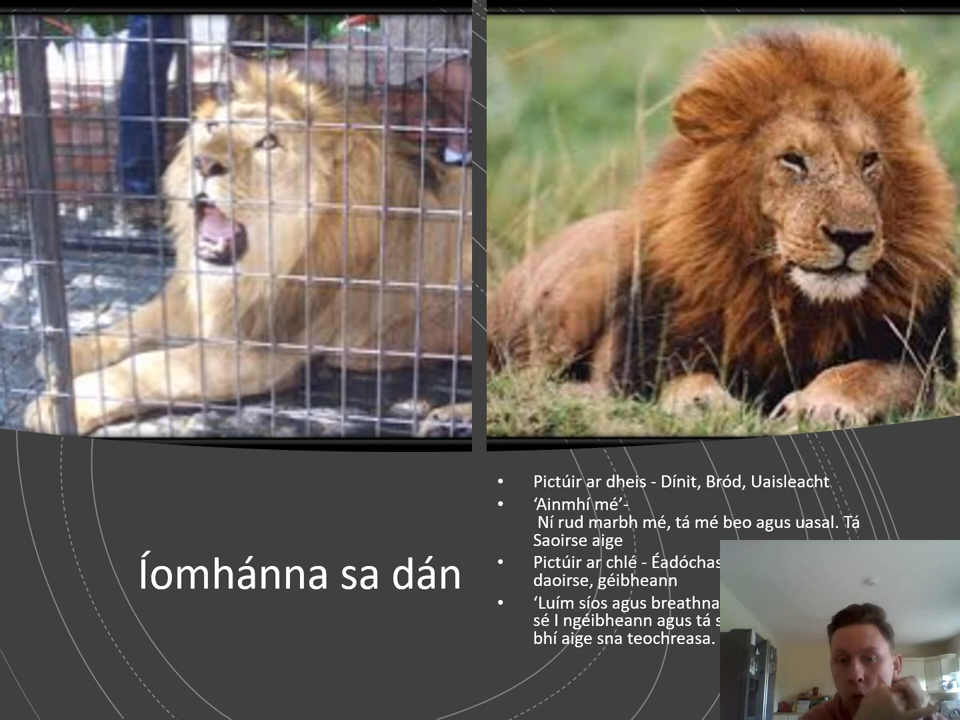 Íomhánna sa dán
Pictúir ar dheis - Dínit, Bród, Uaisleacht
‘Ainmhí mé’-
Ní rud marbh mé, tá mé beo agus uasal. Tá
Saoirse aige
Pictúir ar chlé - Éadóchas
daoirse, géibheann
‘Luím síos agus
sé I ngéibheann agus tá
bhí aige sna teochreasa.